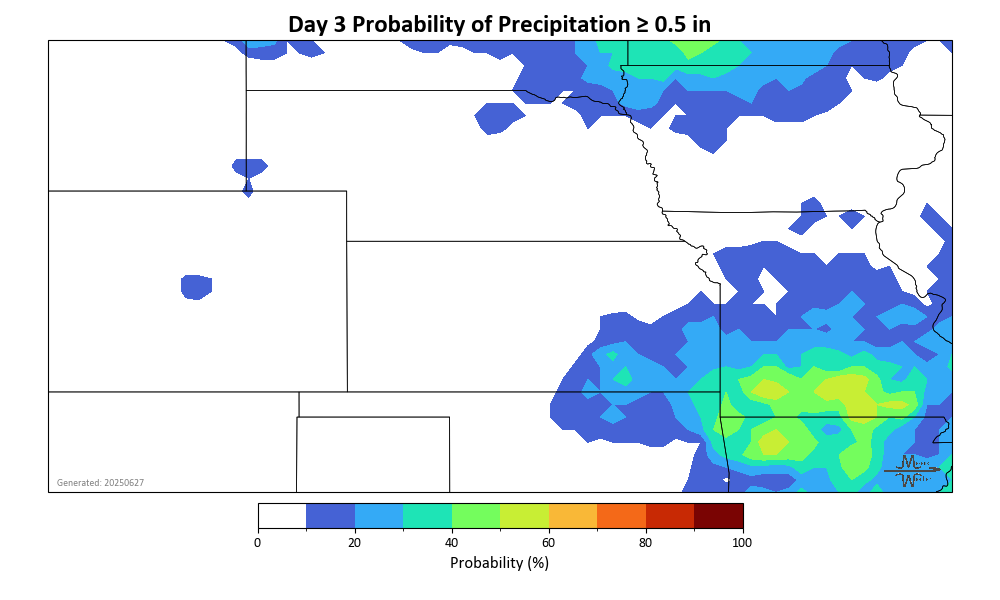 Day 3 Probability of Precipitation ≥ 0.5 in
Generated: 20250627
0 20 40 60 80 100
Probability (%)